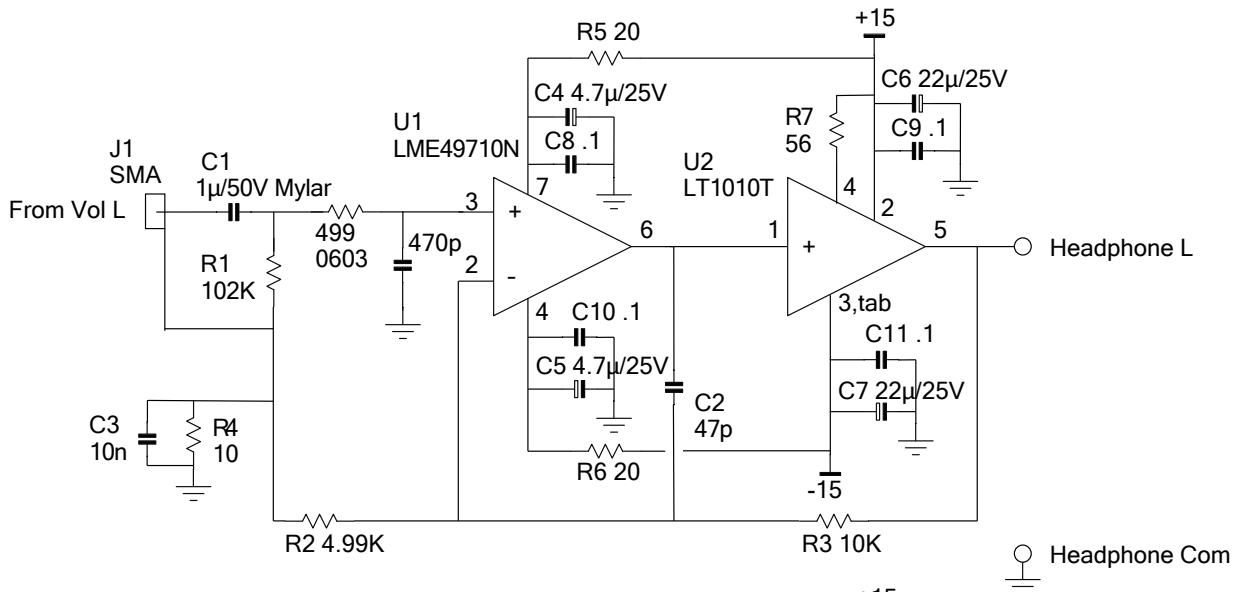 +15
R5 20
C4 4.7µ/25V
C6 22µ/25V
U1
LME49710N
C8 .1
R7
56
C9 .1
J1
SMA
C1
1µ/50V Mylar
U2
LT1010T
7
4
2
From Vol L
3
+
6
1
+
5
Headphone L
499
0603
470p
2
-
R1
102K
4
3,tab
C10 .1
C11 .1
C5 4.7µ/25V
C7 22µ/25V
C2
47p
C3
10n
R4
10
R6 20
-15
R2 4.99K
R3 10K
Headphone Com